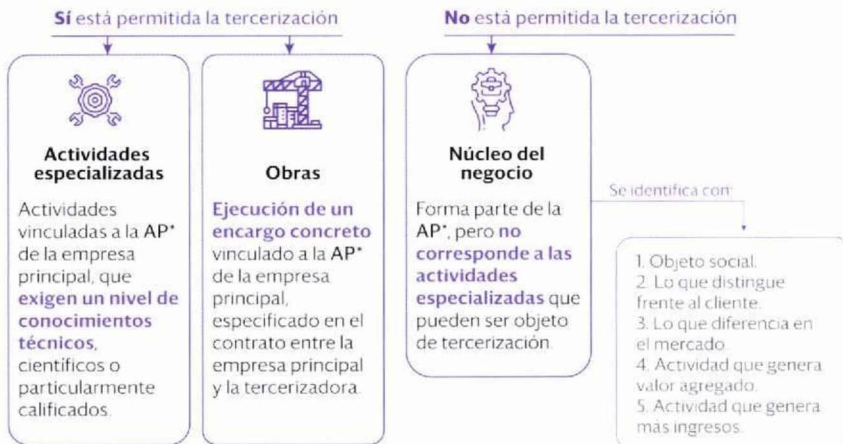 Sí está permitida la tercerización
Actividades
especializadas
Actividades
vinculadas a la AP*
de la empresa
principal, que
exigen un nivel de
conocimientos
técnicos,
científicos o
particularmente
calificados.
Obras
Ejecución de un
encargo concreto
vinculado a la AP*
de la empresa
principal,
especificado en el
contrato entre la
empresa principal
y la tercerizadora.
No está permitida la tercerización
Núcleo del
negocio
Forma parte de la
AP*, pero no
corresponde a las
actividades
especializadas que
pueden ser objeto
de tercerización.
Se identifica con:
1. Objeto social.
2. Lo que distingue
frente al cliente.
3. Lo que diferencia en
el mercado.
4. Actividad que genera
valor agregado.
5. Actividad que genera
más ingresos.